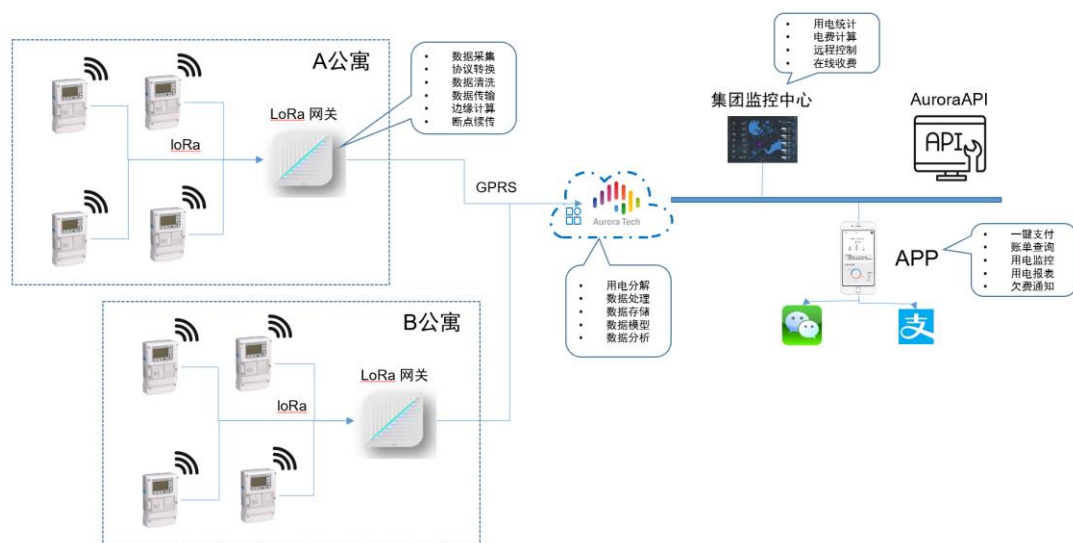 A公寓
LoRa 网关
loRa
数据采集
协议转换
数据清洗
数据传输
边缘计算
断点续传
GPRS
B公寓
LoRa 网关
loRa
Aurora Tech
用电分解
数据处理
数据存储
数据模型
数据分析
用电统计
电费计算
远程控制
在线收费
集团监控中心
AuroraAPI
API
APP
一键支付
账单查询
用电监控
用电报表
欠费通知
支